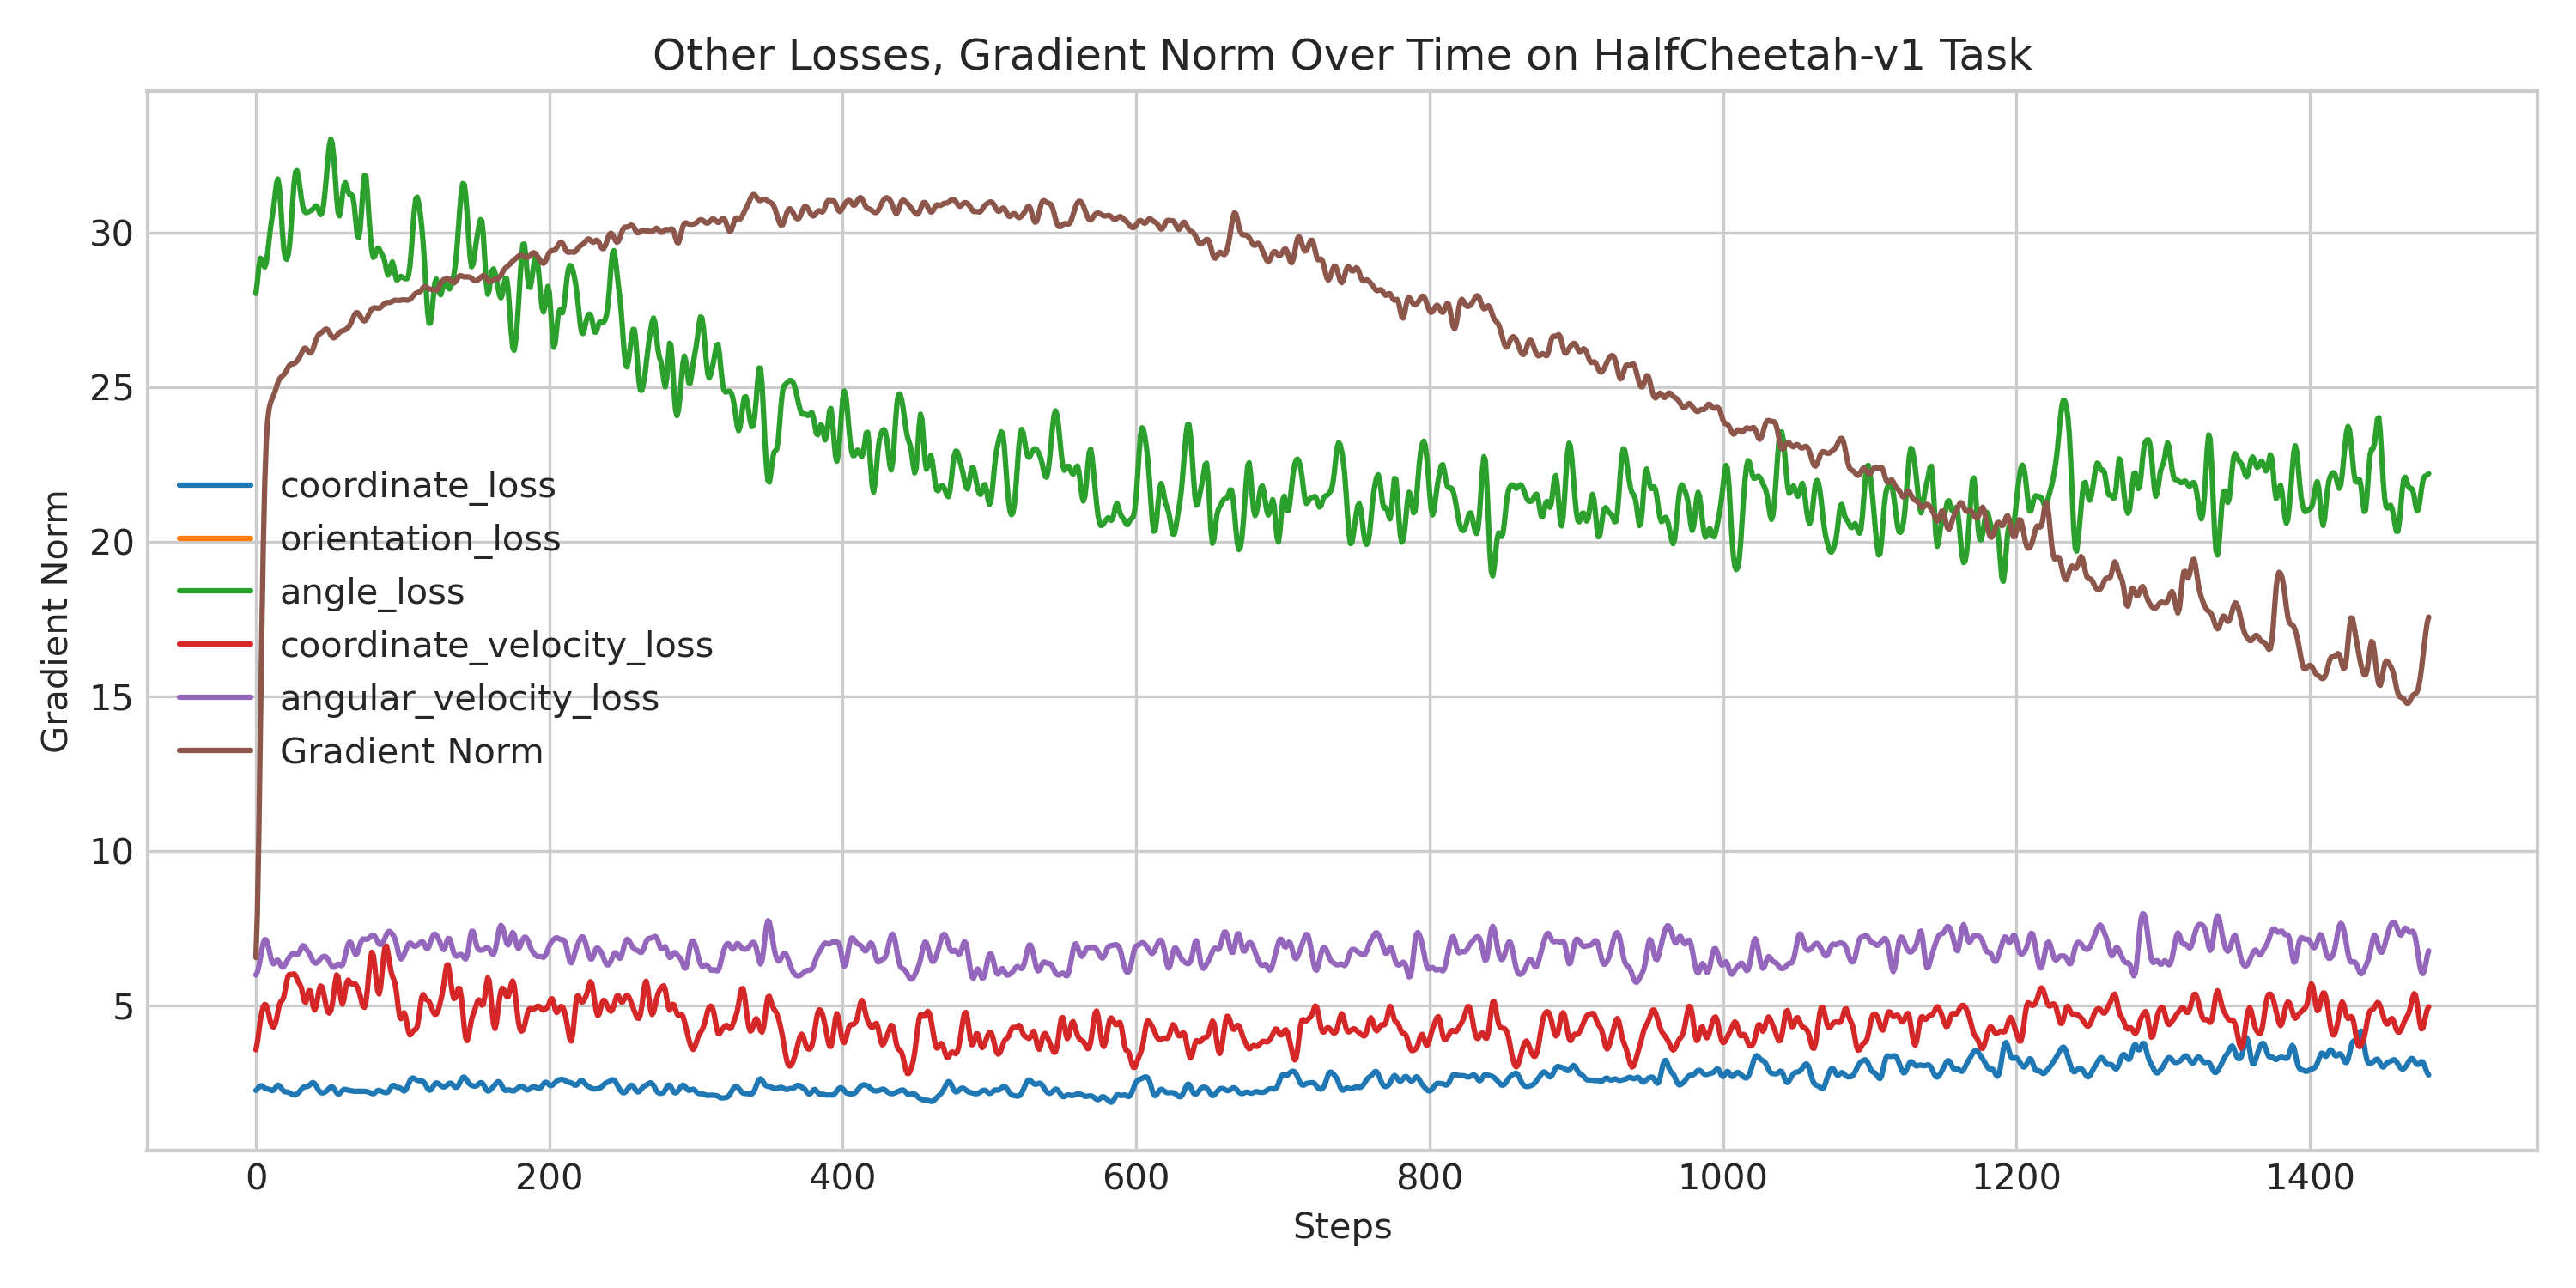 Other Losses, Gradient Norm Over Time on HalfCheetah-v1 Task
Gradient Norm
30
25
20
15
10
5
coordinate_loss
orientation_loss
angle_loss
coordinate_velocity_loss
angular_velocity_loss
Gradient Norm
0 200 400 600 800 1000 1200 1400
Steps